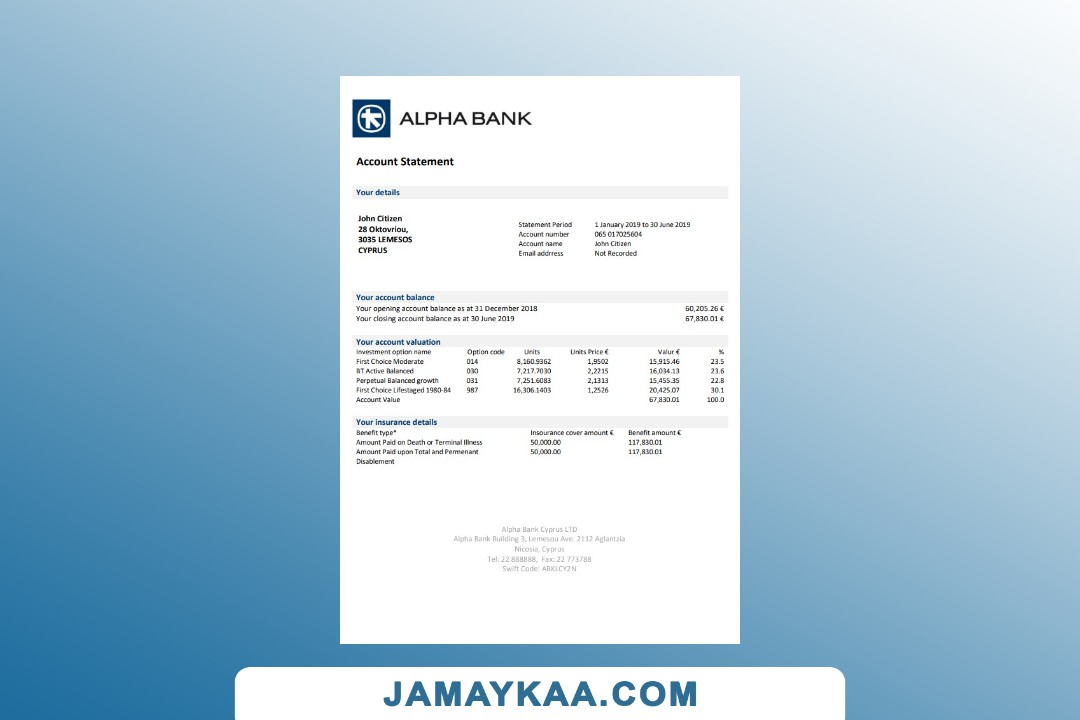 ALPHA BANK
Account Statement
Your details
John Citizen
28 Oktovriou,
3035 LEMESOS
CYPRUS
Statement Period 1 January 2019 to 30 June 2019
Account number 065 017025604
Account name John Citizen
Email addrress Not Recorded
Your account balance
Your opening account balance as at 31 December 2018 60,205.26 €
Your closing account balance as at 30 June 2019 67,830.01 €
Your account valuation
Investment option name Option code Units Units Price € Valur € %
First Choice Moderate 014 8,160.9362 1,9502 15,915.46 23.5
BT Active Balanced 030 7,217.7030 2,2215 16,034.13 23.6
Perpetual Balanced growth 031 7,251.6083 2,1313 15,455.35 22.8
First Choice Lifestaged 1980-84 987 16,306.1403 1,2526 20,425.07 30.1
Account Value 67,830.01 100.0
Your insurance details
Benefit type* Insourance cover amount € Benefit amount €
Amount Paid on Death or Terminal Illness 50,000.00 117,830.01
Amount Paid upon Total and Permenant 50,000.00 117,830.01
Disablement
Alpha Bank Cyprus LTD
Alpha Bank Building 3, Lemesou Ave. 2112 Aglantzia
Nicosia, Cyprus
Tel: 22 888888, Fax: 22 773788
Swift Code: ABKLCY2N
JAMAYKAA.COM